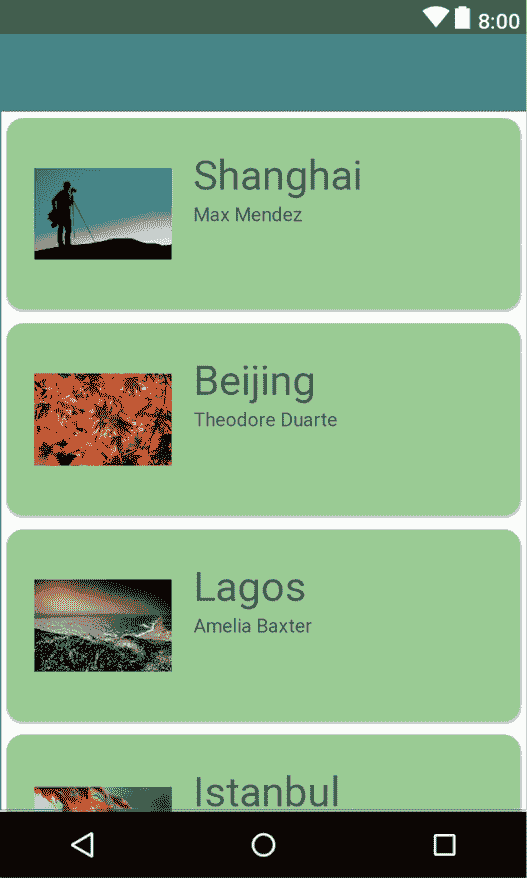 8:00
Shanghai
Max Mendez
Beijing
Theodore Duarte
Lagos
Amelia Baxter
Istanbul